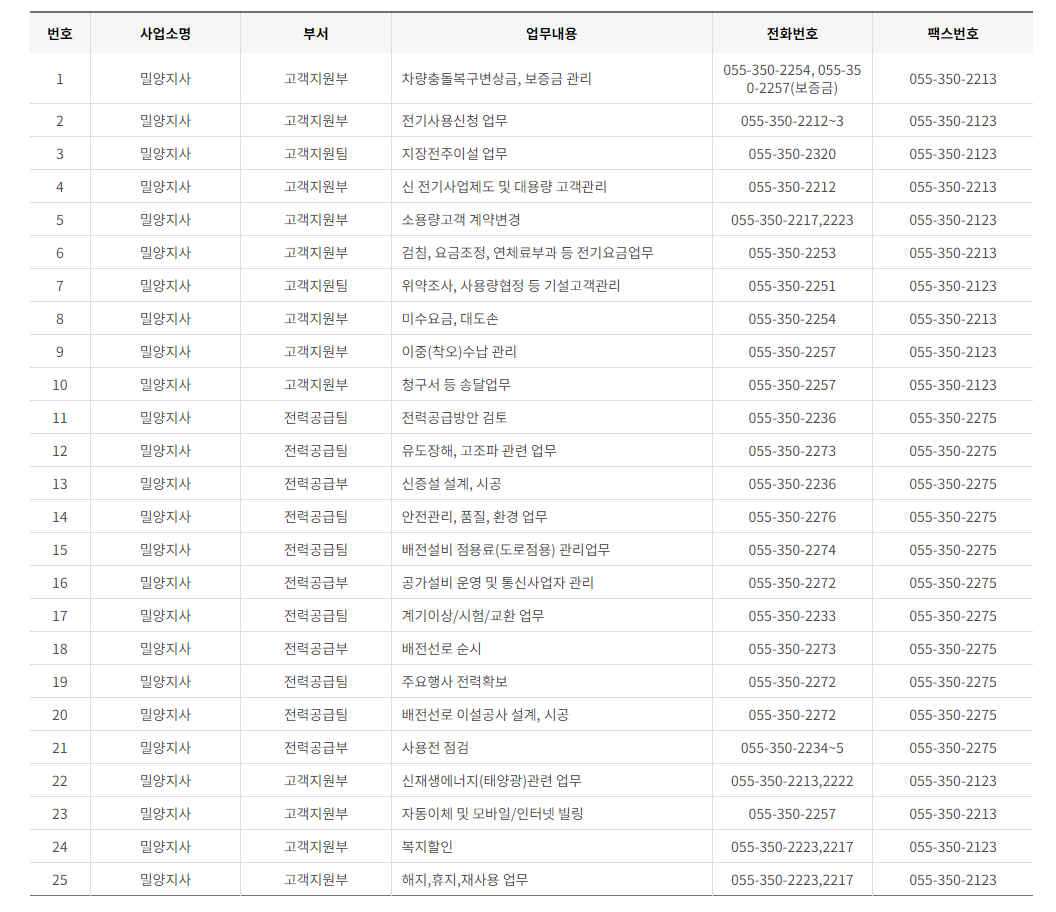 번호 사업소명 부서 업무내용 전화번호 팩스번호
1 밀양지사 고객지원부 차량충돌복구변상금, 보증금 관리 055-350-2254, 055-35
0-2257(보증금) 055-350-2213
2 밀양지사 고객지원부 전기사용신청 업무 055-350-2212~3 055-350-2123
3 밀양지사 고객지원팀 지장전주이설 업무 055-350-2320 055-350-2123
4 밀양지사 고객지원부 신 전기사업제도 및 대용량 고객관리 055-350-2212 055-350-2213
5 밀양지사 고객지원부 소용량고객 계약변경 055-350-2217,2223 055-350-2123
6 밀양지사 고객지원부 검침, 요금조정, 연체료부과 등 전기요금업무 055-350-2253 055-350-2213
7 밀양지사 고객지원팀 위약조사, 사용량협정 등 기설고객관리 055-350-2251 055-350-2123
8 밀양지사 고객지원부 미수요금, 대도손 055-350-2254 055-350-2213
9 밀양지사 고객지원부 이중(착오)수납 관리 055-350-2257 055-350-2123
10 밀양지사 고객지원부 청구서 등 송달업무 055-350-2257 055-350-2123
11 밀양지사 전력공급팀 전력공급방안 검토 055-350-2236 055-350-2275
12 밀양지사 전력공급팀 유도장해, 고조파 관련 업무 055-350-2273 055-350-2275
13 밀양지사 전력공급부 신증설 설계, 시공 055-350-2236 055-350-2275
14 밀양지사 전력공급팀 안전관리, 품질, 환경 업무 055-350-2276 055-350-2275
15 밀양지사 전력공급팀 배전설비 점용료(도로점용) 관리업무 055-350-2274 055-350-2275
16 밀양지사 전력공급부 공가설비 운영 및 통신사업자 관리 055-350-2272 055-350-2275
17 밀양지사 전력공급팀 계기이상/시험/교환 업무 055-350-2233 055-350-2275
18 밀양지사 전력공급부 배전선로 순시 055-350-2273 055-350-2275
19 밀양지사 전력공급팀 주요행사 전력확보 055-350-2272 055-350-2275
20 밀양지사 전력공급팀 배전선로 이설공사 설계, 시공 055-350-2272 055-350-2275
21 밀양지사 전력공급부 사용전 점검 055-350-2234~5 055-350-2275
22 밀양지사 고객지원부 신재생에너지(태양광)관련 업무 055-350-2213,2222 055-350-2123
23 밀양지사 고객지원부 자동이체 및 모바일/인터넷 빌링 055-350-2257 055-350-2213
24 밀양지사 고객지원부 복지할인 055-350-2223,2217 055-350-2123
25 밀양지사 고객지원부 해지,휴지,재사용 업무 055-350-2223,2217 055-350-2123